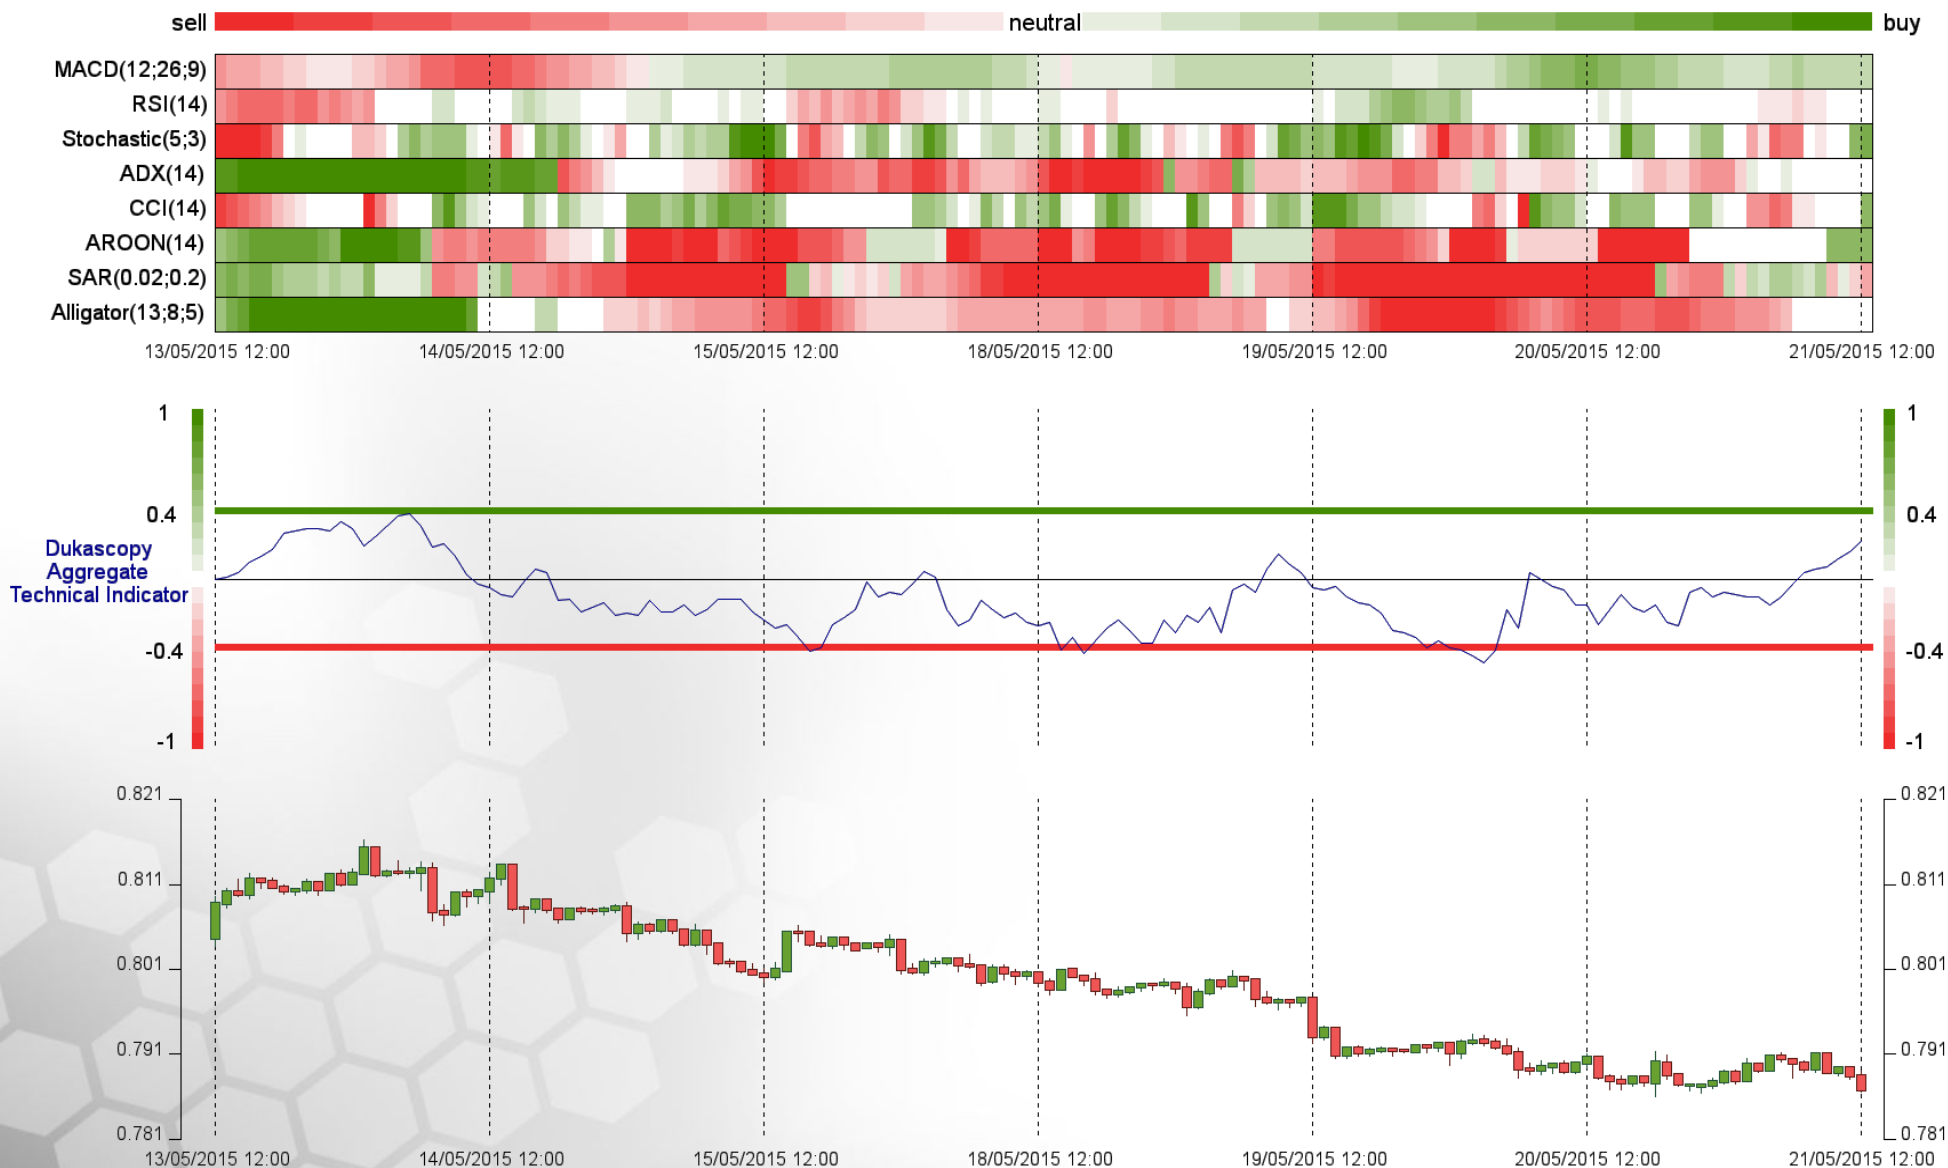 sell neutral buy
MACD(12;26;9)
RSI(14)
Stochastic(5;3)
ADX(14)
CCI(14)
AROON(14)
SAR(0.02;0.2)
Alligator(13;8;5)
13/05/2015 12:00 14/05/2015 12:00 15/05/2015 12:00 18/05/2015 12:00 19/05/2015 12:00 20/05/2015 12:00 21/05/2015 12:00
1 1
0.4 0.4
Dukascopy
Aggregate
Technical Indicator
-0.4 -0.4
-1 -1
0.821 0.821
0.811 0.811
0.801 0.801
0.791 0.791
0.781 0.781
13/05/2015 12:00 14/05/2015 12:00 15/05/2015 12:00 18/05/2015 12:00 19/05/2015 12:00 20/05/2015 12:00 21/05/2015 12:00